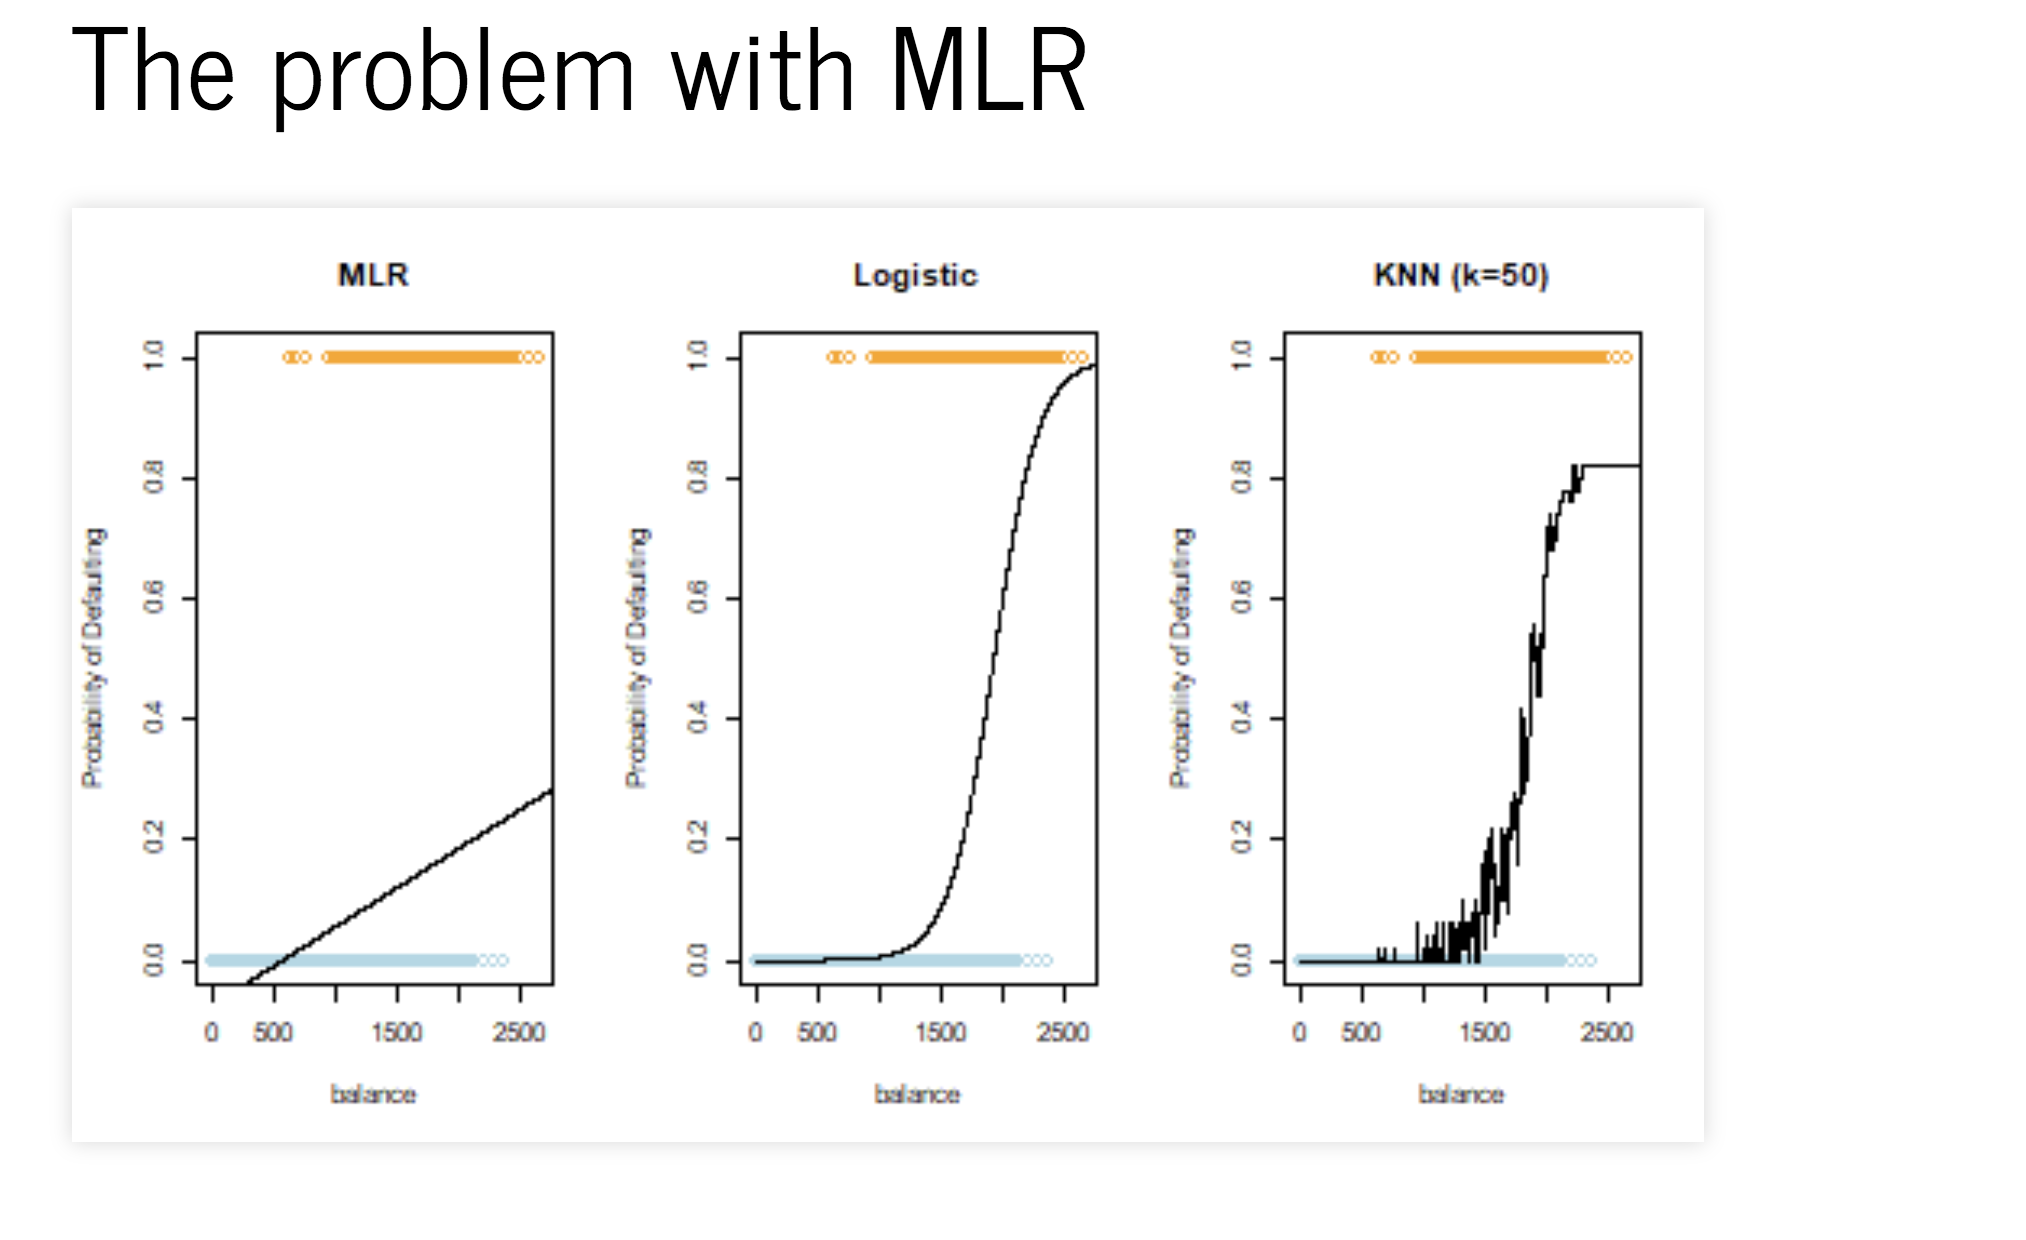 The problem with MLR
MLR
Probability of Defaulting
1.0
0.8
0.6
0.4
0.2
0.0
0 500 1500 2500
balance
Logistic
Probability of Defaulting
1.0
0.8
0.6
0.4
0.2
0.0
0 500 1500 2500
balance
KNN (k=50)
Probability of Defaulting
1.0
0.8
0.6
0.4
0.2
0.0
0 500 1500 2500
balance